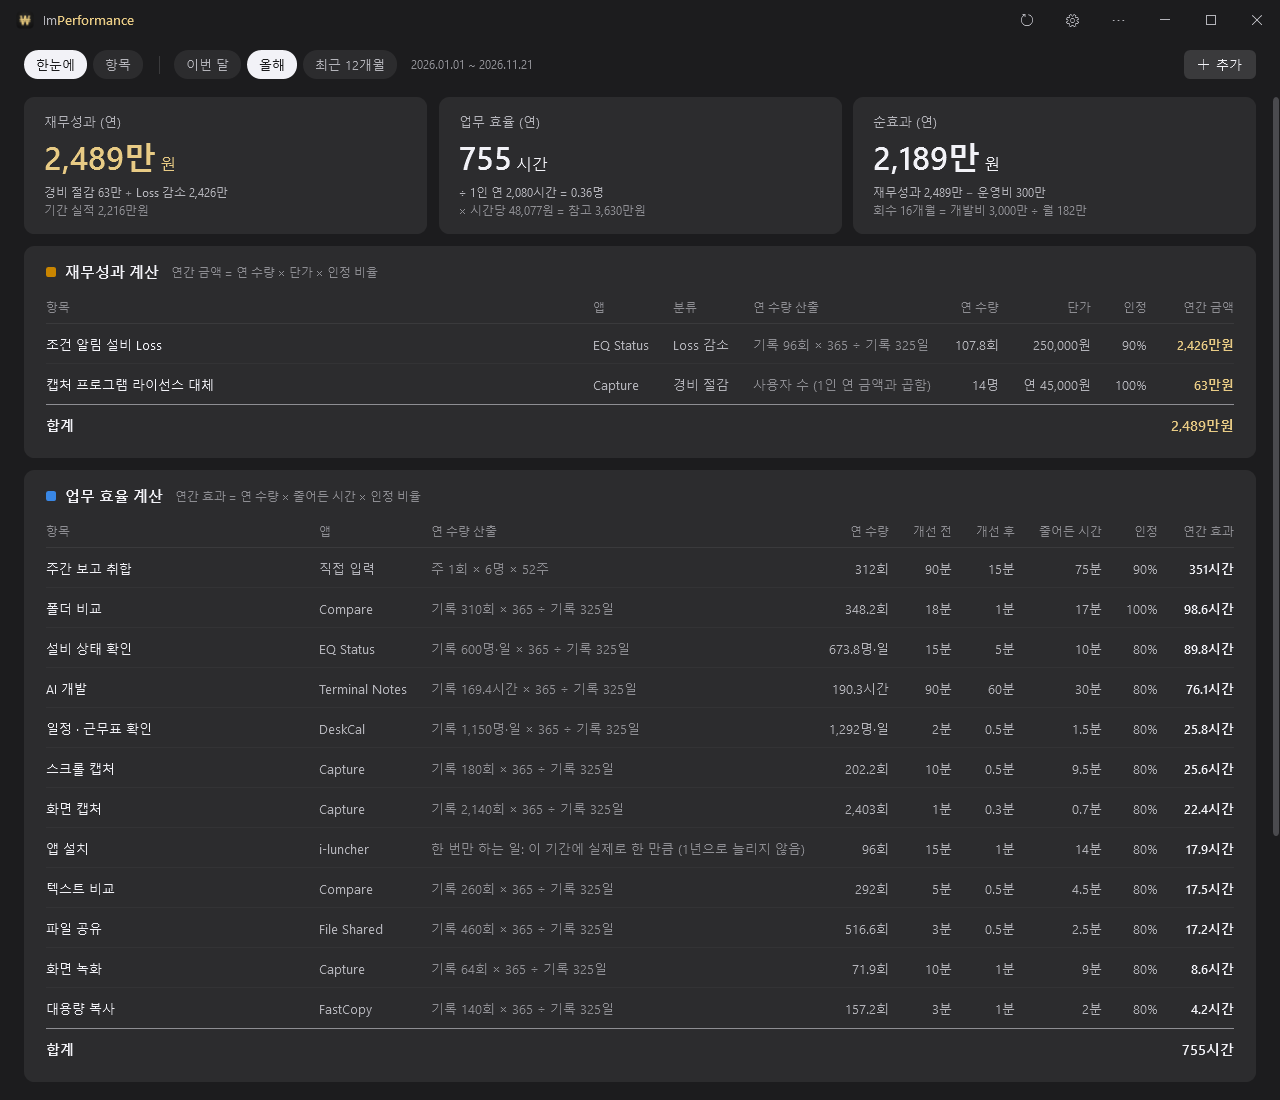 ₩ ImPerformance
한눈에 항목 이번 달 올해 최근 12개월 2026.01.01 ~ 2026.11.21 + 추가
재무성과 (연)
2,489만 원
경비 절감 63만 + Loss 감소 2,426만
기간 실적 2,216만원
업무 효율 (연)
755 시간
÷ 1인 연 2,080시간 = 0.36명
× 시간당 48,077원 = 참고 3,630만원
순효과 (연)
2,189만 원
재무성과 2,489만 − 운영비 300만
회수 16개월 = 개발비 3,000만 ÷ 월 182만
재무성과 계산 연간 금액 = 연 수량 × 단가 × 인정 비율
항목 앱 분류 연 수량 산출 연 수량 단가 인정 연간 금액
조건 알림 설비 Loss EQ Status Loss 감소 기록 96회 × 365 ÷ 기록 325일 107.8회 250,000원 90% 2,426만원
캡처 프로그램 라이선스 대체 Capture 경비 절감 사용자 수 (1인 연 금액과 곱함) 14명 연 45,000원 100% 63만원
합계 2,489만원
업무 효율 계산 연간 효과 = 연 수량 × 줄어든 시간 × 인정 비율
항목 앱 연 수량 산출 연 수량 개선 전 개선 후 줄어든 시간 인정 연간 효과
주간 보고 취합 직접 입력 주 1회 × 6명 × 52주 312회 90분 15분 75분 90% 351시간
폴더 비교 Compare 기록 310회 × 365 ÷ 기록 325일 348.2회 18분 1분 17분 100% 98.6시간
설비 상태 확인 EQ Status 기록 600명·일 × 365 ÷ 기록 325일 673.8명·일 15분 5분 10분 80% 89.8시간
AI 개발 Terminal Notes 기록 169.4시간 × 365 ÷ 기록 325일 190.3시간 90분 60분 30분 80% 76.1시간
일정 · 근무표 확인 DeskCal 기록 1,150명·일 × 365 ÷ 기록 325일 1,292명·일 2분 0.5분 1.5분 80% 25.8시간
스크롤 캡처 Capture 기록 180회 × 365 ÷ 기록 325일 202.2회 10분 0.5분 9.5분 80% 25.6시간
화면 캡처 Capture 기록 2,140회 × 365 ÷ 기록 325일 2,403회 1분 0.3분 0.7분 80% 22.4시간
앱 설치 i-luncher 한 번만 하는 일: 이 기간에 실제로 한 만큼 (1년으로 늘리지 않음) 96회 15분 1분 14분 80% 17.9시간
텍스트 비교 Compare 기록 260회 × 365 ÷ 기록 325일 292회 5분 0.5분 4.5분 80% 17.5시간
파일 공유 File Shared 기록 460회 × 365 ÷ 기록 325일 516.6회 3분 0.5분 2.5분 80% 17.2시간
화면 녹화 Capture 기록 64회 × 365 ÷ 기록 325일 71.9회 10분 1분 9분 80% 8.6시간
대용량 복사 FastCopy 기록 140회 × 365 ÷ 기록 325일 157.2회 3분 1분 2분 80% 4.2시간
합계 755시간